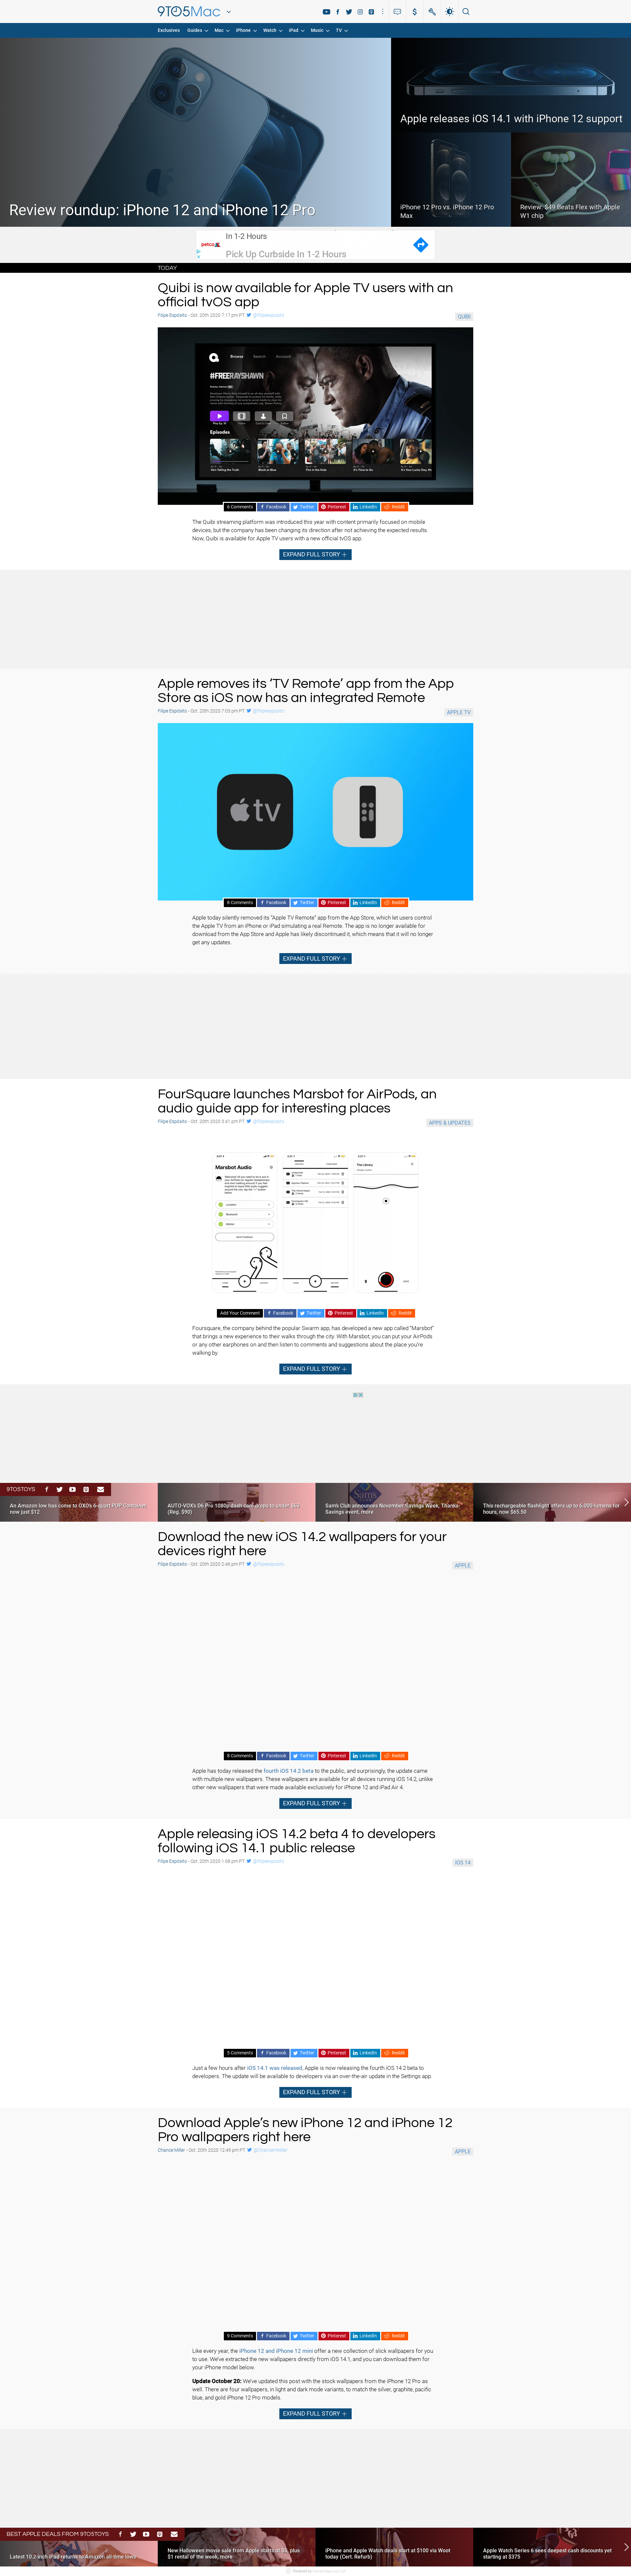 9TO5Mac
Exclusives Guides Mac iPhone Watch iPad Music TV
Review roundup: iPhone 12 and iPhone 12 Pro
Apple releases iOS 14.1 with iPhone 12 support
iPhone 12 Pro vs. iPhone 12 Pro
Max
Review: $49 Beats Flex with Apple
W1 chip
petco
In 1-2 Hours
Pick Up Curbside In 1-2 Hours
TODAY
Quibi is now available for Apple TV users with an
official tvOS app
Filipe Espósito - Oct. 20th 2020 7:17 pm PT @filipeesposito
QUIBI
Browse Search Account
#FREERAYSHAWN
Episodes
6 Comments Facebook Twitter Pinterest LinkedIn Reddit
The Quibi streaming platform was introduced this year with content primarily focused on mobile
devices, but the company has been changing its direction after not achieving the expected results.
Now, Quibi is available for Apple TV users with a new official tvOS app.
EXPAND FULL STORY
Apple removes its ‘TV Remote’ app from the App
Store as iOS now has an integrated Remote
Filipe Espósito - Oct. 20th 2020 7:03 pm PT @filipeesposito
APPLE TV
tv
8 Comments Facebook Twitter Pinterest LinkedIn Reddit
Apple today silently removed its “Apple TV Remote” app from the App Store, which let users control
the Apple TV from an iPhone or iPad simulating a real Remote. The app is no longer available for
download from the App Store and Apple has likely discontinued it, which means that it will no longer
get any updates.
EXPAND FULL STORY
FourSquare launches Marsbot for AirPods, an
audio guide app for interesting places
Filipe Espósito - Oct. 20th 2020 3:41 pm PT @filipeesposito
APPS & UPDATES
Marsbot Audio
The Library
Add Your Comment Facebook Twitter Pinterest LinkedIn Reddit
Foursquare, the company behind the popular Swarm app, has developed a new app called “Marsbot”
that brings a new experience to their walks through the city. With Marsbot, you can put your AirPods
or any other earphones on and then listen to comments and suggestions about the place you’re
walking by.
EXPAND FULL STORY
9TO5TOYS
An Amazon low has come to OXO’s 6-quart POP Container,
now just $12
AUTO-VOX’s D6 Pro 1080p dash cam drops to under
(Reg. $90)
Sam’s Club announces November Savings Week, Thanks-
Savings event, more
This rechargeable flashlight offers up to 6,000-lumens for
hours, now $65.50
Download the new iOS 14.2 wallpapers for your
devices right here
Filipe Espósito - Oct. 20th 2020 2:46 pm PT @filipeesposito
APPLE
8 Comments Facebook Twitter Pinterest LinkedIn Reddit
Apple has today released the fourth iOS 14.2 beta to the public, and surprisingly, the update came
with multiple new wallpapers. These wallpapers are available for all devices running iOS 14.2, unlike
other new wallpapers that were made available exclusively for iPhone 12 and iPad Air 4.
EXPAND FULL STORY
Apple releasing iOS 14.2 beta 4 to developers
following iOS 14.1 public release
Filipe Espósito - Oct. 20th 2020 1:08 pm PT @filipeesposito
IOS 14
5 Comments Facebook Twitter Pinterest LinkedIn Reddit
Just a few hours after iOS 14.1 was released, Apple is now releasing the fourth iOS 14.2 beta to
developers. The update will be available to developers via an over-the-air update in the Settings app.
EXPAND FULL STORY
Download Apple’s new iPhone 12 and iPhone 12
Pro wallpapers right here
Chance Miller - Oct. 20th 2020 12:45 pm PT @ChanceHMiller
APPLE
9 Comments Facebook Twitter Pinterest LinkedIn Reddit
Like every year, the iPhone 12 and iPhone 12 mini offer a new collection of slick wallpapers for you
to use. We’ve extracted the new wallpapers directly from iOS 14.1, and you can download them for
your iPhone model below.
Update October 20: We’ve updated this post with the stock wallpapers from the iPhone 12 Pro as
well. There are four wallpapers, in light and dark mode variants, to match the silver, graphite, pacific
blue, and gold iPhone 12 Pro models.
EXPAND FULL STORY
BEST APPLE DEALS FROM 9TO5TOYS
Latest 10.2-inch iPad returns to Amazon all-time lows
New Halloween movie sale from Apple starts at $5, plus
$1 rental of the week, more
iPhone and Apple Watch deals start at $100 via Woot
today (Cert. Refurb)
Apple Watch Series 6 sees deepest cash discounts yet
starting at $375